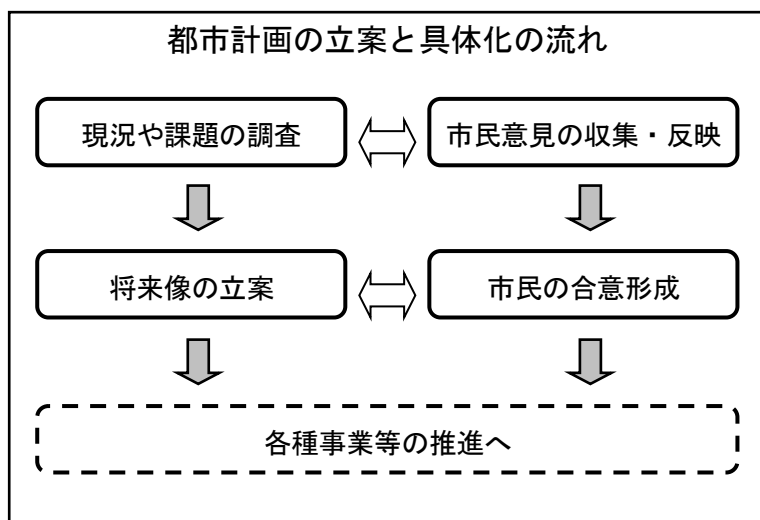 都市計画の立案と具体化の流れ
現況や課題の調査
市民意見の収集・反映
将来像の立案
市民の合意形成
各種事業等の推進へ